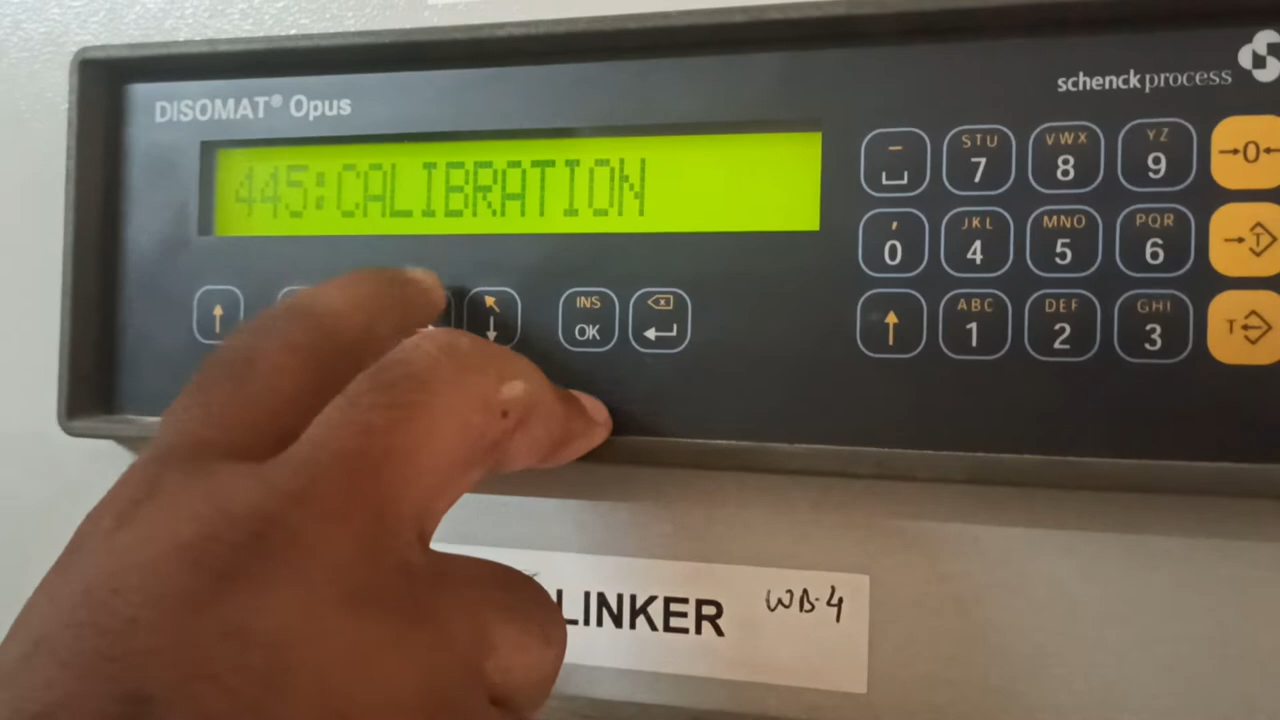 DISOMAT® Opus
schenck process
445:CALIBRATION
STU
7
VWX
8
YZ
9
→0←
,
0
JKL
4
MNO
5
PQR
6
→T
INS
OK
ABC
1
DEF
2
GHI
3
T
LINKER WB-4